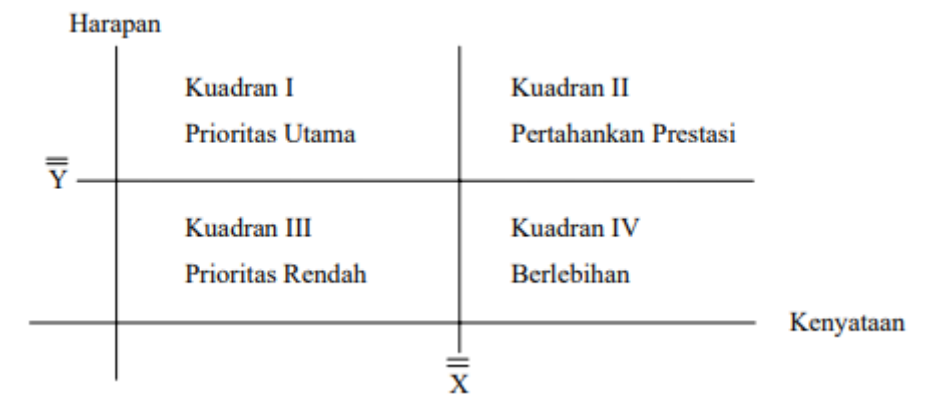 Harapan
Kuadran I
Prioritas Utama
Kuadran II
Pertahankan Prestasi
Y
Kuadran III
Prioritas Rendah
Kuadran IV
Berlebihan
Kenyataan
X